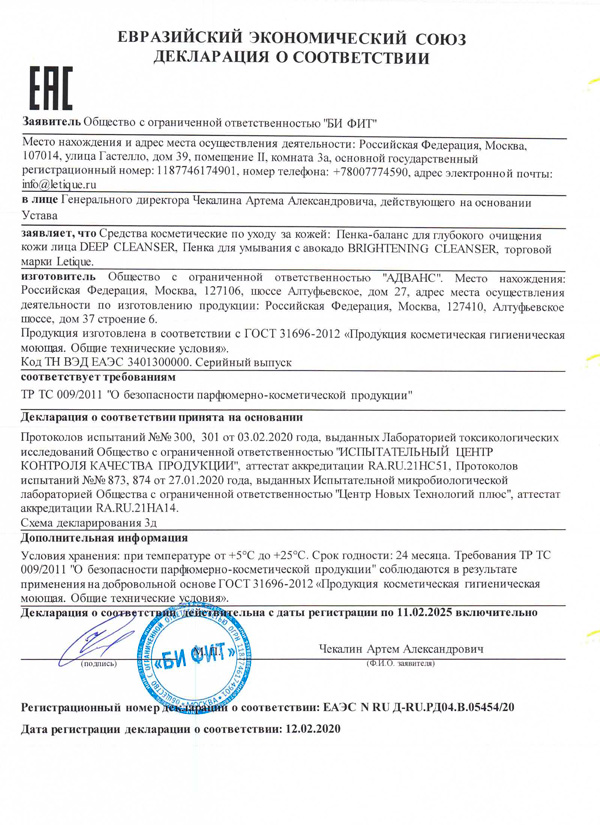 ЕВРАЗИЙСКИЙ ЭКОНОМИЧЕСКИЙ СОЮЗ
ДЕКЛАРАЦИЯ О СООТВЕТСТВИИ
ЕАС
Заявитель Общество с ограниченной ответственностью "БИ ФИТ"
Место нахождения и адрес места осуществления деятельности: Российская Федерация, Москва,
107014, улица Гастелло, дом 39, помещение II, комната 3а, основной государственный
регистрационный номер: 1187746174901, номер телефона: +78007774590, адрес электронной почты:
info@letique.ru
в лице Генерального директора Чекалина Артема Александровича, действующего на основании
Устава
заявляет, что Средства косметические по уходу за кожей: Пенка-баланс для глубокого очищения
кожи лица DEEP CLEANSER, Пенка для умывания с авокадо BRIGHTENING CLEANSER, торговой
марки Letique.
изготовитель Общество с ограниченной ответственностью "АДВАНС". Место нахождения:
Российская Федерация, Москва, 127106, шоссе Алтуфьевское, дом 27, адрес места осуществления
деятельности по изготовлению продукции: Российская Федерация, Москва, 127410, Алтуфьевское
шоссе, дом 37 строение 6.
Продукция изготовлена в соответствии с ГОСТ 31696-2012 «Продукция косметическая гигиеническая
моющая. Общие технические условия».
Код ТН ВЭД ЕАЭС 3401300000. Серийный выпуск
соответствует требованиям
ТР ТС 009/2011 "О безопасности парфюмерно-косметической продукции"
Декларация о соответствии принята на основании
Протоколов испытаний №№ 300, 301 от 03.02.2020 года, выданных Лабораторией токсикологических
исследований Общество с ограниченной ответственностью "ИСПЫТАТЕЛЬНЫЙ ЦЕНТР
КОНТРОЛЯ КАЧЕСТВА ПРОДУКЦИИ", аттестат аккредитации RA.RU.21НС51, Протоколов
испытаний №№ 873, 874 от 27.01.2020 года, выданных Испытательной микробиологической
лабораторией Общества с ограниченной ответственностью "Центр Новых Технологий плюс", аттестат
аккредитации RA.RU.21НА14.
Схема декларирования 3д
Дополнительная информация
Условия хранения: при температуре от +5°С до +25°С. Срок годности: 24 месяца. Требования ТР ТС
009/2011 "О безопасности парфюмерно-косметической продукции" соблюдаются в результате
применения на добровольной основе ГОСТ 31696-2012 «Продукция косметическая гигиеническая
моющая. Общие технические условия».
Декларация о соответствии действительна с даты регистрации по 11.02.2025 включительно
М.П.
Чекалин Артем Александрович
(подпись)
(Ф.И.О. заявителя)
С ОГРАНИЧЕННОЙ ОТВЕТСТВЕННОСТЬЮ ОГРН 1187746174901
«БИ ФИТ»
ОБЩЕСТВО
МОСКВА
Регистрационный номер декларации о соответствии: ЕАЭС N RU Д-RU.РД04.В.05454/20
Дата регистрации декларации о соответствии: 12.02.2020